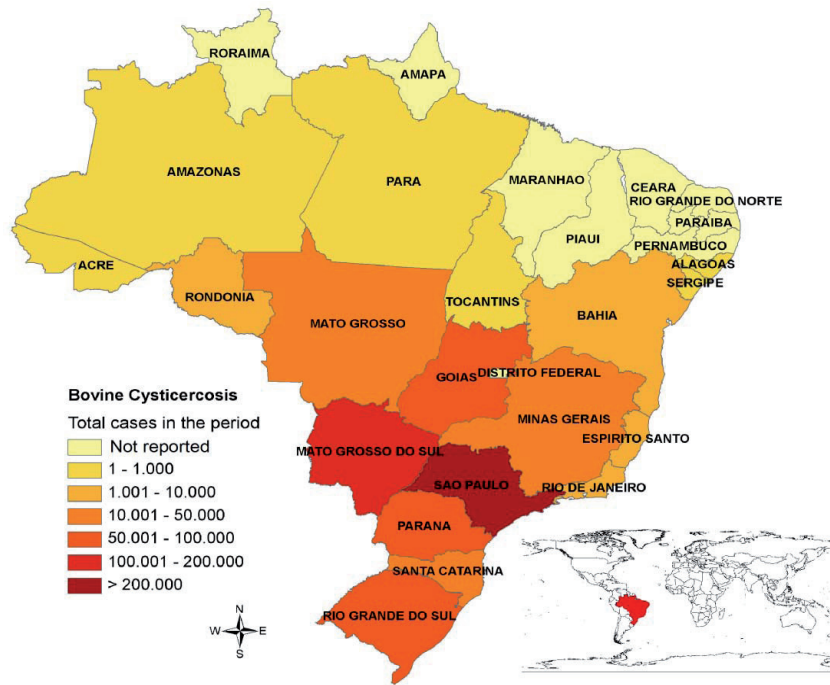 RORAIMA
AMAPA
AMAZONAS
PARA
MARANHAO
CEARA
RIO GRANDE DO NORTE
PARAIBA
PIAUI
PERNAMBUCO
ALAGOAS
SERGIPE
ACRE
RONDONIA
TOCANTINS
BAHIA
MATO GROSSO
GOIAS
DISTRITO FEDERAL
MINAS GERAIS
ESPIRITO SANTO
MATO GROSSO DO SUL
SAO PAULO
RIO DE JANEIRO
PARANA
SANTA CATARINA
RIO GRANDE DO SUL
Bovine Cysticercosis
Total cases in the period
Not reported
1 - 1.000
1.001 - 10.000
10.001 - 50.000
50.001 - 100.000
100.001 - 200.000
> 200.000
N
W E
S